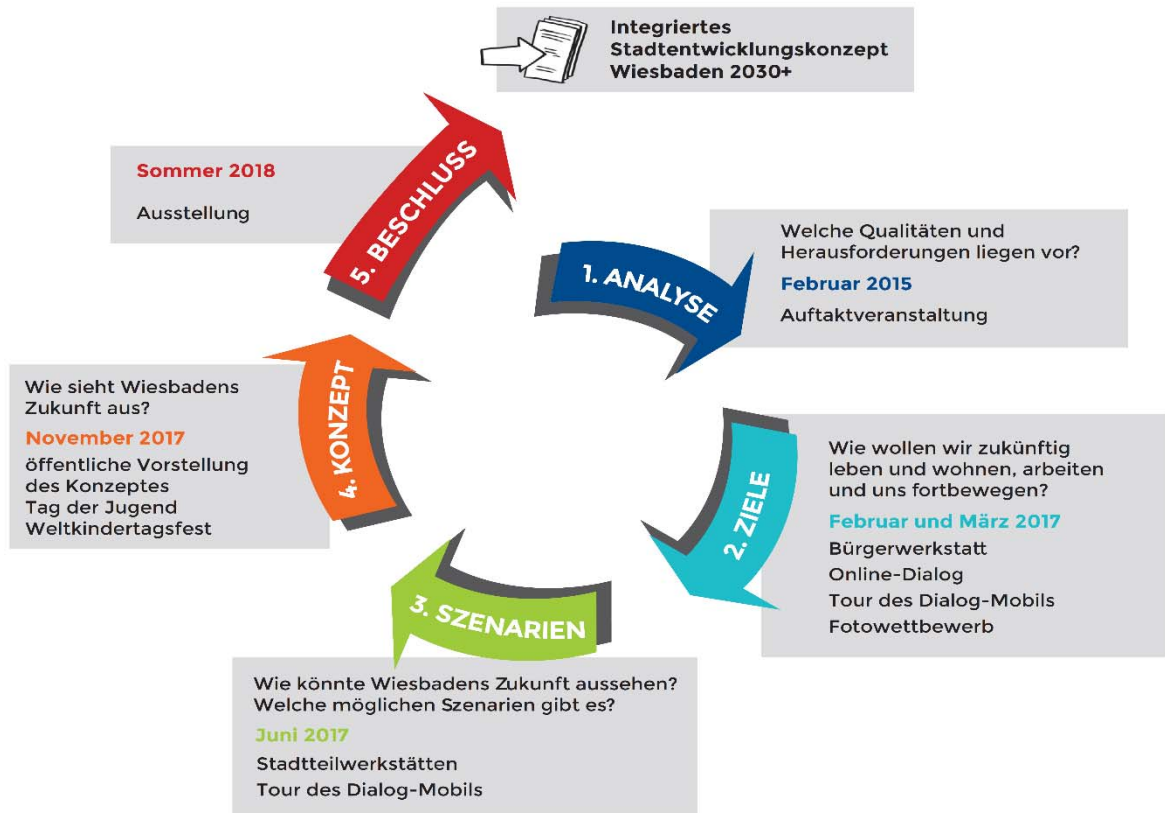 Integriertes
Stadtentwicklungskonzept
Wiesbaden 2030+
1. ANALYSE
Welche Qualitäten und
Herausforderungen liegen vor?
Februar 2015
Auftaktveranstaltung
2. ZIELE
Wie wollen wir zukünftig
leben und wohnen, arbeiten
und uns fortbewegen?
Februar und März 2017
Bürgerwerkstatt
Online-Dialog
Tour des Dialog-Mobils
Fotowettbewerb
3. SZENARIEN
Wie könnte Wiesbadens Zukunft aussehen?
Welche möglichen Szenarien gibt es?
Juni 2017
Stadtteilwerkstätten
Tour des Dialog-Mobils
4. KONZEPT
Wie sieht Wiesbadens
Zukunft aus?
November 2017
öffentliche Vorstellung
des Konzeptes
Tag der Jugend
Weltkindertagsfest
5. BESCHLUSS
Sommer 2018
Ausstellung